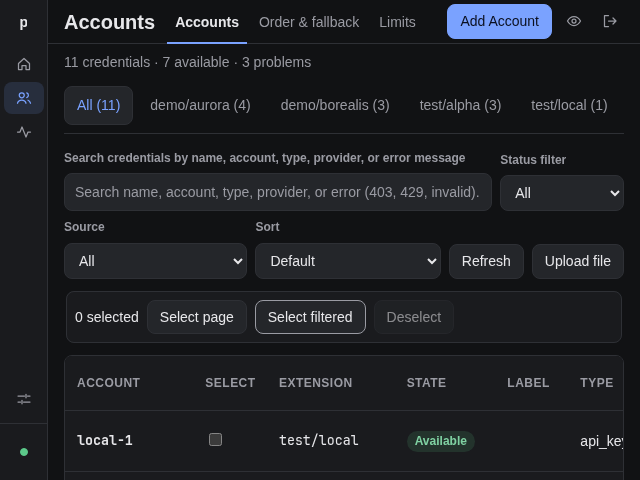 p
Accounts
Accounts Order & fallback Limits
Add Account
11 credentials · 7 available · 3 problems
All (11) demo/aurora (4) demo/borealis (3) test/alpha (3) test/local (1)
Search credentials by name, account, type, provider, or error message
Status filter
Search name, account, type, provider, or error (403, 429, invalid).
All
Source Sort
All Default Refresh Upload file
0 selected Select page Select filtered Deselect
ACCOUNT SELECT EXTENSION STATE LABEL TYPE
local-1 test/local Available api_key